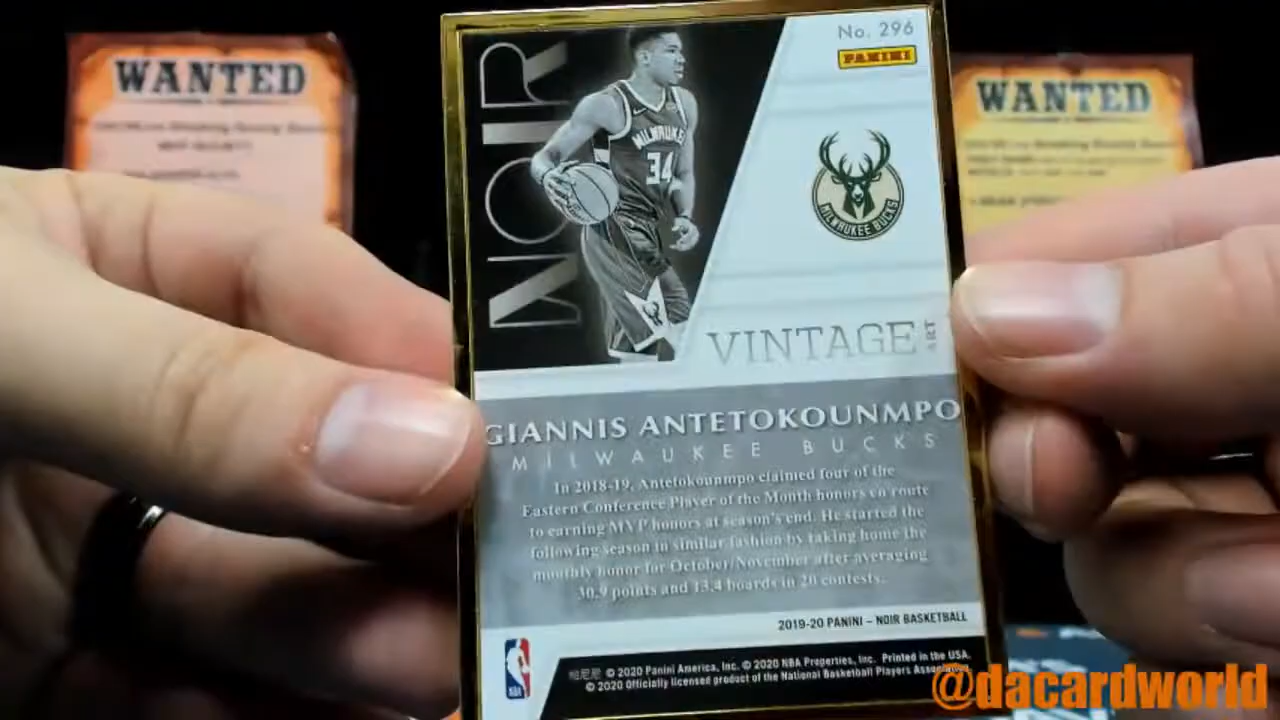 WANTED
WANTED
No. 296
PANINI
NOIR
MILWAUKEE
34
MILWAUKEE BUCKS
VINTAGE
ART
GIANNIS ANTETOKOUNMPO
MILWAUKEE BUCKS
In 2018-19, Antetokounmpo claimed four of the
Eastern Conference Player of the Month honors en route
to earning MVP honors at season's end. He started the
following season in similar fashion by taking home the
monthly honor for October/November after averaging
30.9 points and 13.4 boards in 20 contests.
2019-20 PANINI – NOIR BASKETBALL
© 2020 Panini America, Inc. © 2020 NBA Properties, Inc. Printed in the USA.
© 2020 Officially licensed product of the National Basketball Players Association.
@dacardworld